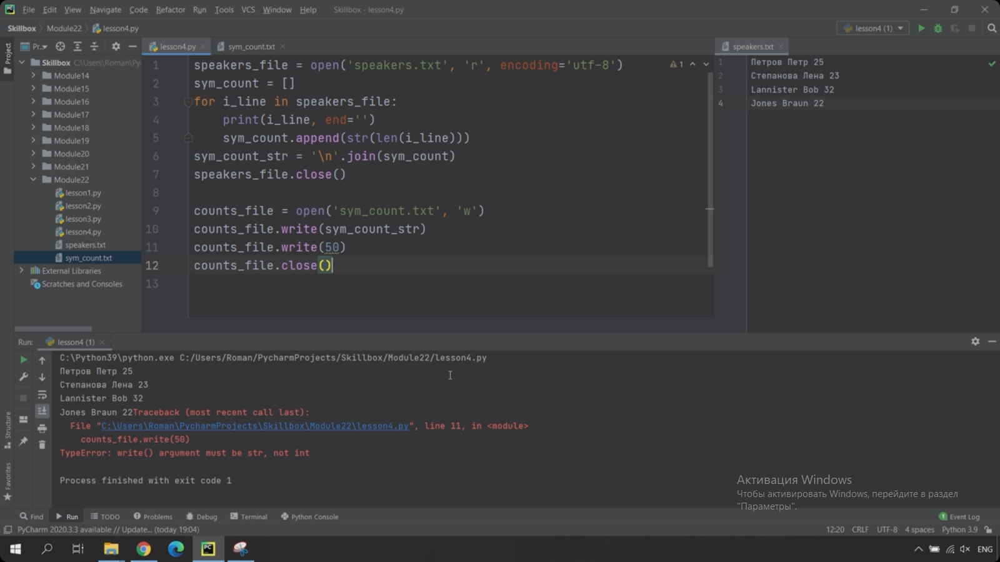 File Edit View Navigate Code Refactor Run Tools VCS Window Help Skillbox - lesson4.py
Skillbox Module22 lesson4.py lesson4 (1)
Project
Pr..
lesson4.py sym_count.txt speakers.txt
Skillbox C:\Users\Roman\Py
Module14
Module15
Module16
Module17
Module18
Module19
Module20
Module21
Module22
lesson1.py
lesson2.py
lesson3.py
lesson4.py
speakers.txt
sym_count.txt
External Libraries
Scratches and Consoles
1 speakers_file = open('speakers.txt', 'r', encoding='utf-8') 1
2 sym_count = []
3 for i_line in speakers_file:
4 print(i_line, end='')
5 sym_count.append(str(len(i_line)))
6 sym_count_str = '\n'.join(sym_count)
7 speakers_file.close()
8
9 counts_file = open('sym_count.txt', 'w')
10 counts_file.write(sym_count_str)
11 counts_file.write(50)
12 counts_file.close()
13
1 Петров Петр 25
2 Степанова Лена 23
3 Lannister Bob 32
4 Jones Braun 22
Run: lesson4 (1)
C:\Python39\python.exe C:/Users/Roman/PycharmProjects/Skillbox/Module22/lesson4.py
Петров Петр 25
Степанова Лена 23
Lannister Bob 32
Jones Braun 22Traceback (most recent call last):
File "C:\Users\Roman\PycharmProjects\Skillbox\Module22\lesson4.py", line 11, in <module>
counts_file.write(50)
TypeError: write() argument must be str, not int
Process finished with exit code 1
Structure
Favorites
Активация Windows
Чтобы активировать Windows, перейдите в раздел
"Параметры".
Find Run TODO Problems Debug Terminal Python Console 1 Event Log
PyCharm 2020.3.3 available // Update... (today 19:04) 12:20 CRLF UTF-8 4 spaces Python 3.9
ENG